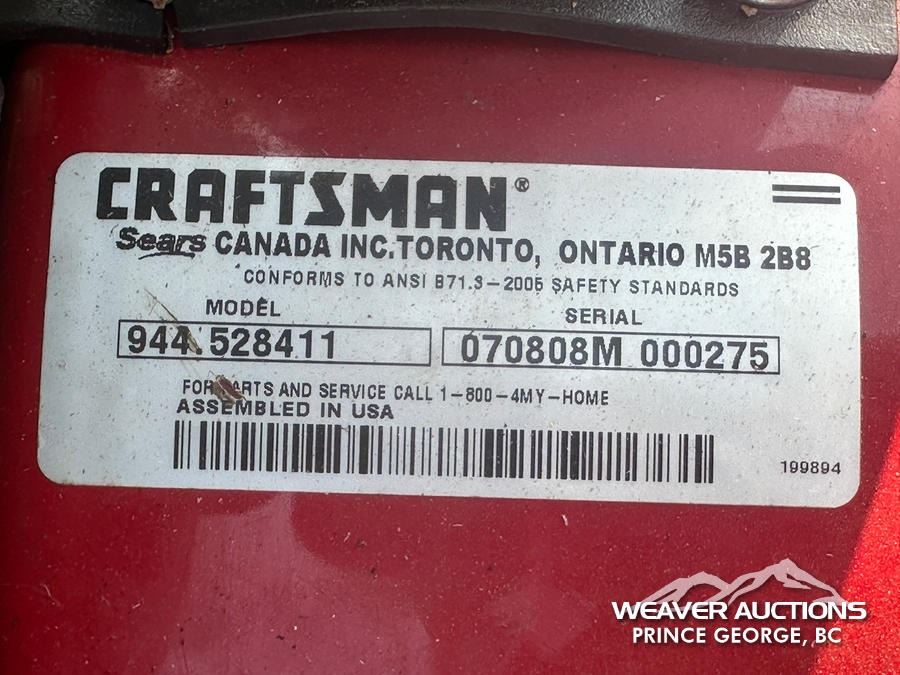 CRAFTSMAN®
Sears CANADA INC. TORONTO, ONTARIO M5B 2B8
CONFORMS TO ANSI B71.3-2005 SAFETY STANDARDS
MODEL SERIAL
944.528411 070808M 000275
FOR PARTS AND SERVICE CALL 1-800-4MY-HOME
ASSEMBLED IN USA
199894
WEAVER AUCTIONS
PRINCE GEORGE, BC